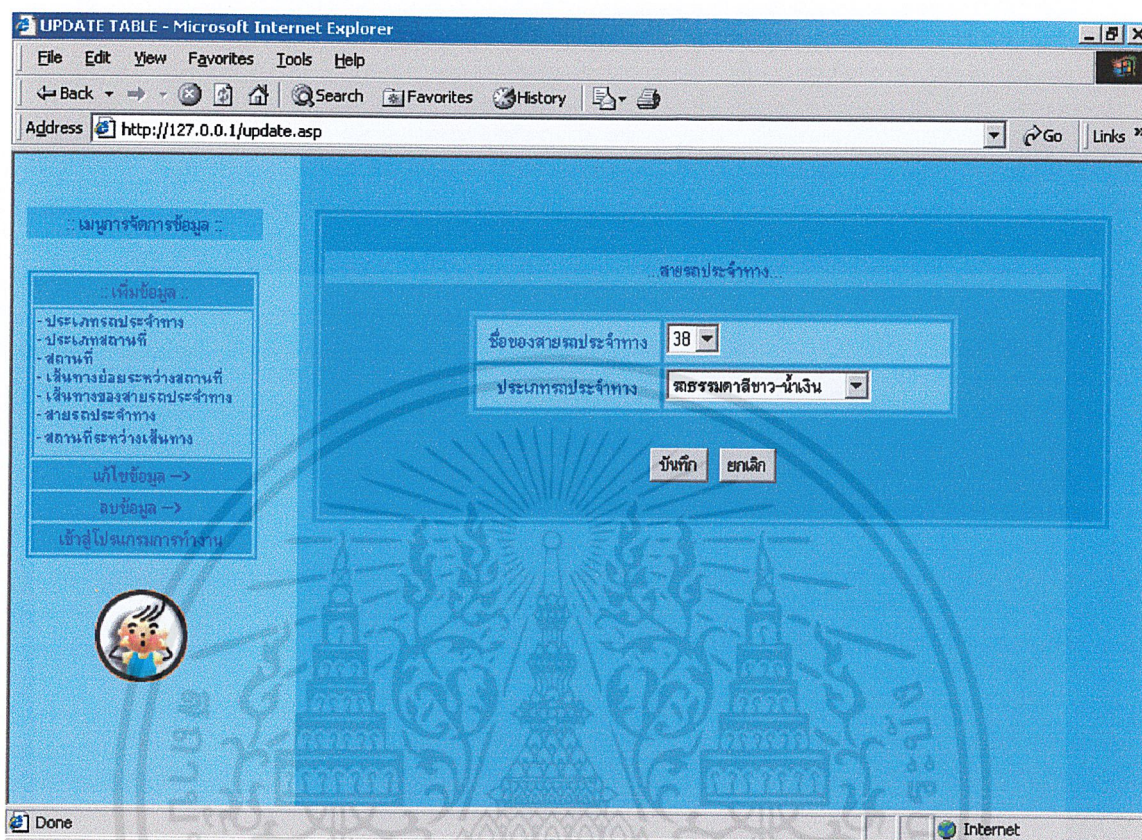 UPDATE TABLE - Microsoft Internet Explorer
File Edit View Favorites Tools Help
Back Search Favorites History
Address http://127.0.0.1/update.asp Go Links »
:: เมนูการจัดการข้อมูล ::
...สายรถประจำทาง...
:: เพิ่มข้อมูล ::
- ประเภทรถประจำทาง
- ประเภทสถานที่
- สถานที่
- เส้นทางย่อยระหว่างสถานที่
- เส้นทางของสายรถประจำทาง
- สายรถประจำทาง
- สถานที่ระหว่างเส้นทาง
ชื่อของสายรถประจำทาง 38
ประเภทรถประจำทาง รถธรรมดาสีขาว-น้ำเงิน
บันทึก ยกเลิก
แก้ไขข้อมูล -->
ลบข้อมูล -->
เข้าสู่โปรแกรมการทำงาน
Done Internet